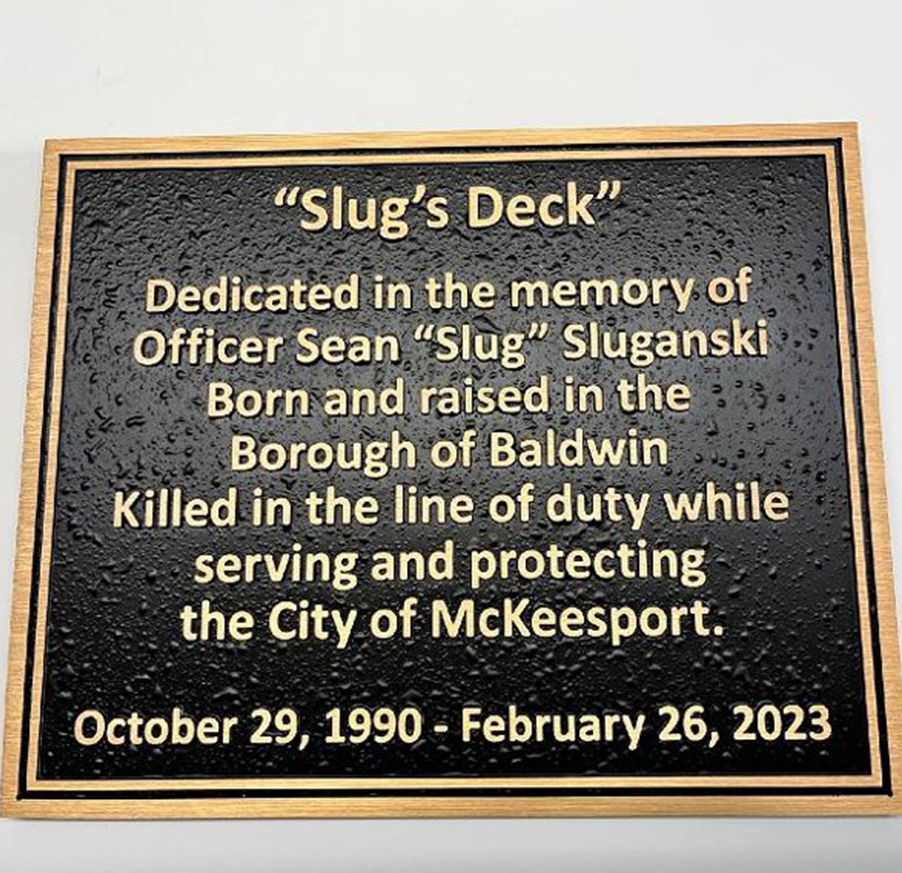 “Slug’s Deck”
Dedicated in the memory of
Officer Sean “Slug” Sluganski
Born and raised in the
Borough of Baldwin
Killed in the line of duty while
serving and protecting
the City of McKeesport.
October 29, 1990 - February 26, 2023